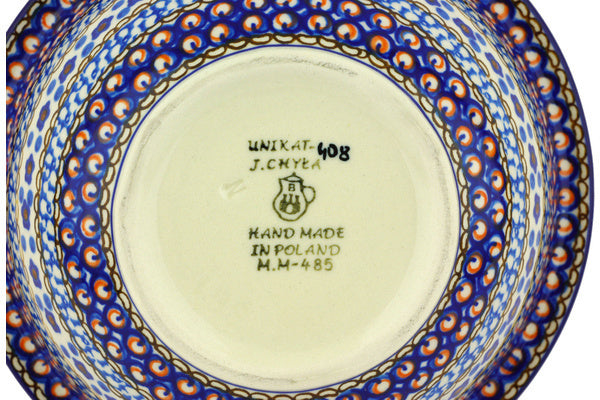 UNIKAT-408
J. CHYŁA
B
HAND MADE
IN POLAND
M.M-485